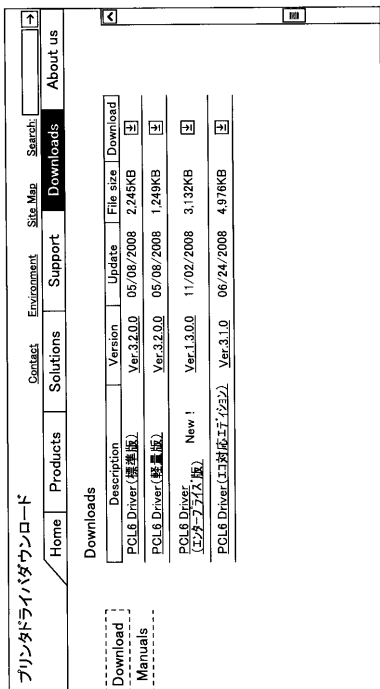 プリンタドライバダウンロード
Contact Environment Site Map Search:
Home Products Solutions Support Downloads About us
Download
Manuals
Downloads
Description Version Update File size Download
PCL6 Driver(標準版) Ver.3.2.0.0 05/08/2008 2,245KB
PCL6 Driver(軽量版) Ver.3.2.0.0 05/08/2008 1,249KB
PCL6 Driver New !
(エンタープライズ版) Ver.1.3.0.0 11/02/2008 3,132KB
PCL6 Driver(エコ対応エディション) Ver.3.1.0 06/24/2008 4,976KB